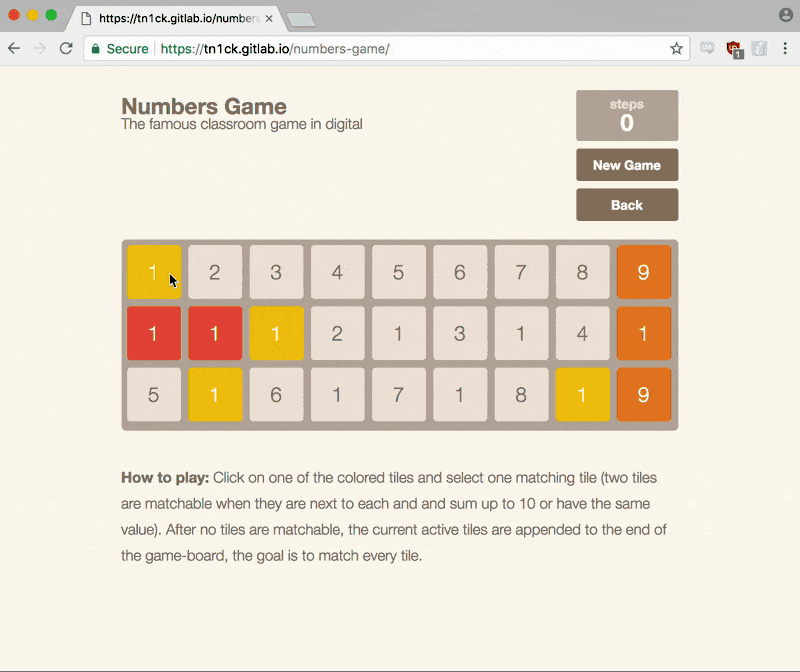 https://tn1ck.gitlab.io/numbers
Secure https://tn1ck.gitlab.io/numbers-game/
1
Numbers Game
The famous classroom game in digital
steps
0
New Game
Back
1 2 3 4 5 6 7 8 9
1 1 1 2 1 3 1 4 1
5 1 6 1 7 1 8 1 9
How to play: Click on one of the colored tiles and select one matching tile (two tiles
are matchable when they are next to each and and sum up to 10 or have the same
value). After no tiles are matchable, the current active tiles are appended to the end of
the game-board, the goal is to match every tile.